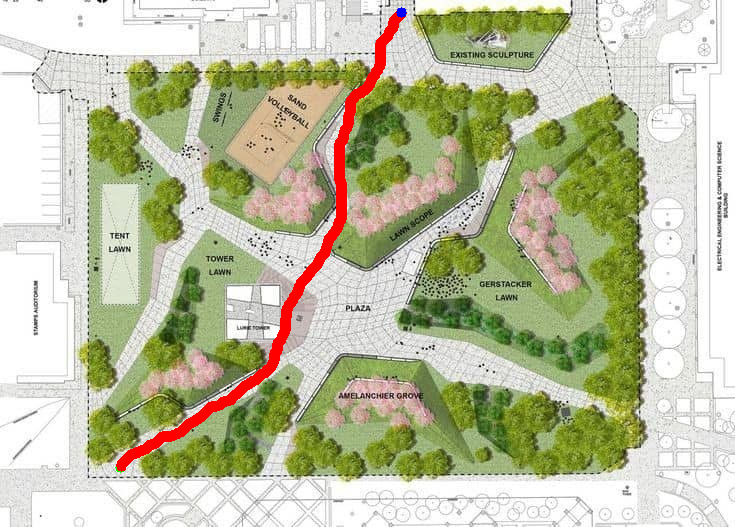 EXISTING SCULPTURE
SWINGS
SAND
VOLLEYBALL
LAWN SCOPE
TENT
LAWN
TOWER
LAWN
LURIE TOWER
PLAZA
GERSTACKER
LAWN
AMELANCHIER GROVE
STAMPS AUDITORIUM
ELECTRICAL ENGINEERING & COMPUTER SCIENCE
BUILDING